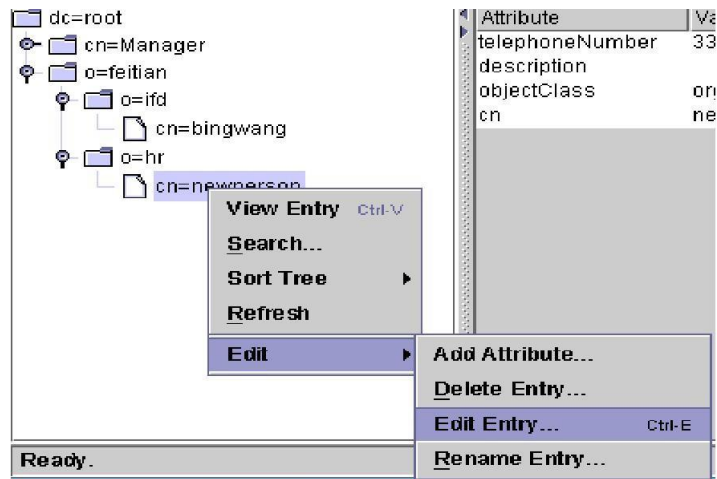 dc=root
cn=Manager
o=feitian
o=ifd
cn=bingwang
o=hr
cn=newperson
Attribute
telephoneNumber 33
description
objectClass
cn
View Entry Ctrl-V
Search...
Sort Tree
Refresh
Edit
Add Attribute...
Delete Entry...
Edit Entry... Ctrl-E
Rename Entry...
Ready.